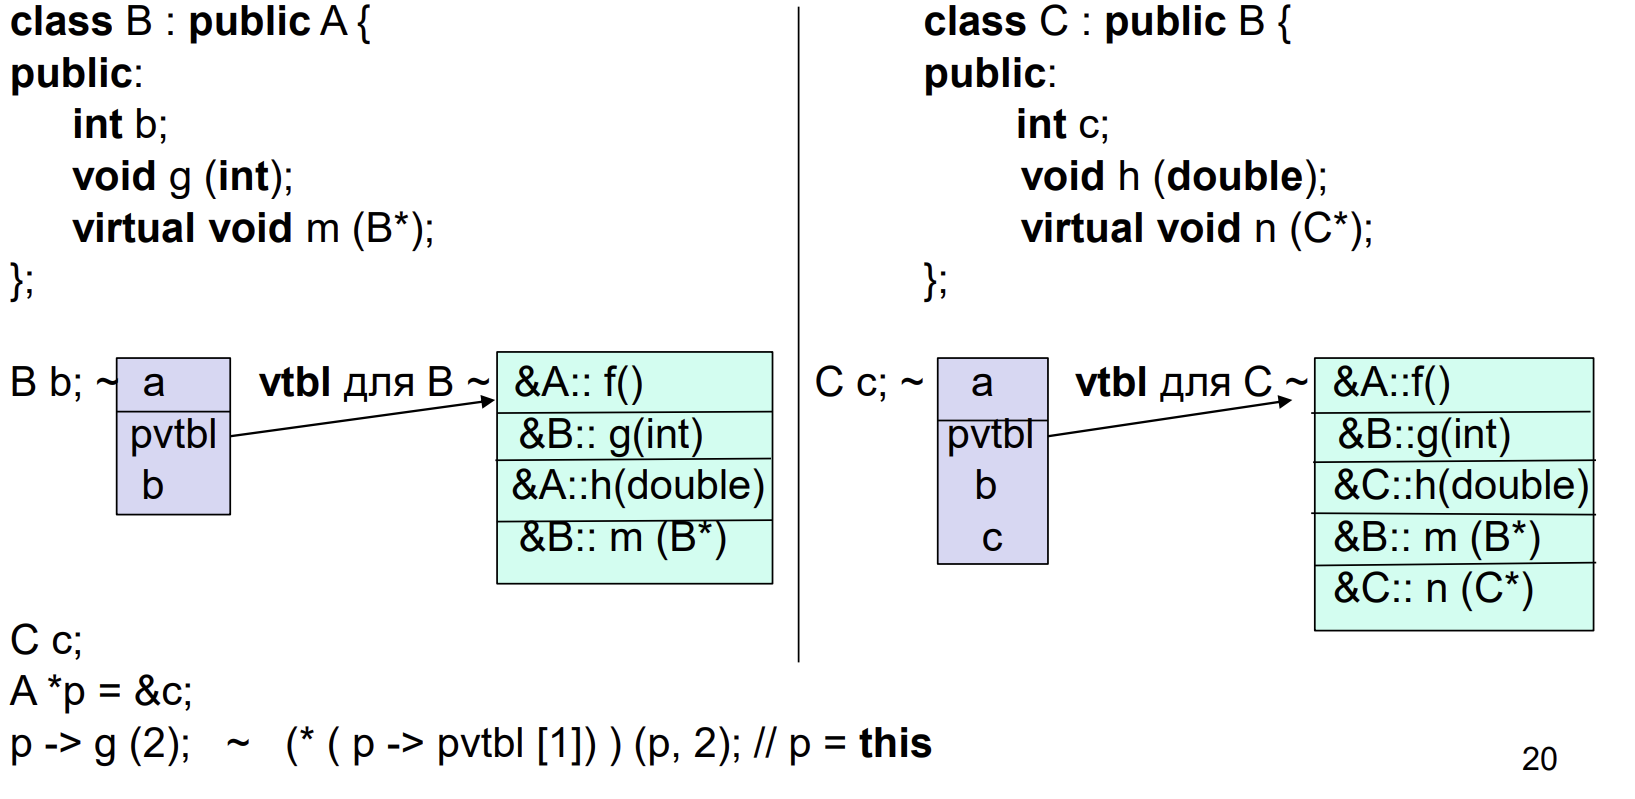 class B : public A {
public:
int b;
void g (int);
virtual void m (B*);
};
B b; ~
a
pvtbl
b
vtbl для B ~
&A:: f()
&B:: g(int)
&A::h(double)
&B:: m (B*)
class C : public B {
public:
int c;
void h (double);
virtual void n (C*);
};
C c; ~
a
pvtbl
b
c
vtbl для C ~
&A::f()
&B::g(int)
&C::h(double)
&B:: m (B*)
&C:: n (C*)
C c;
A *p = &c;
p -> g (2); ~ (* ( p -> pvtbl [1]) ) (p, 2); // p = this
20